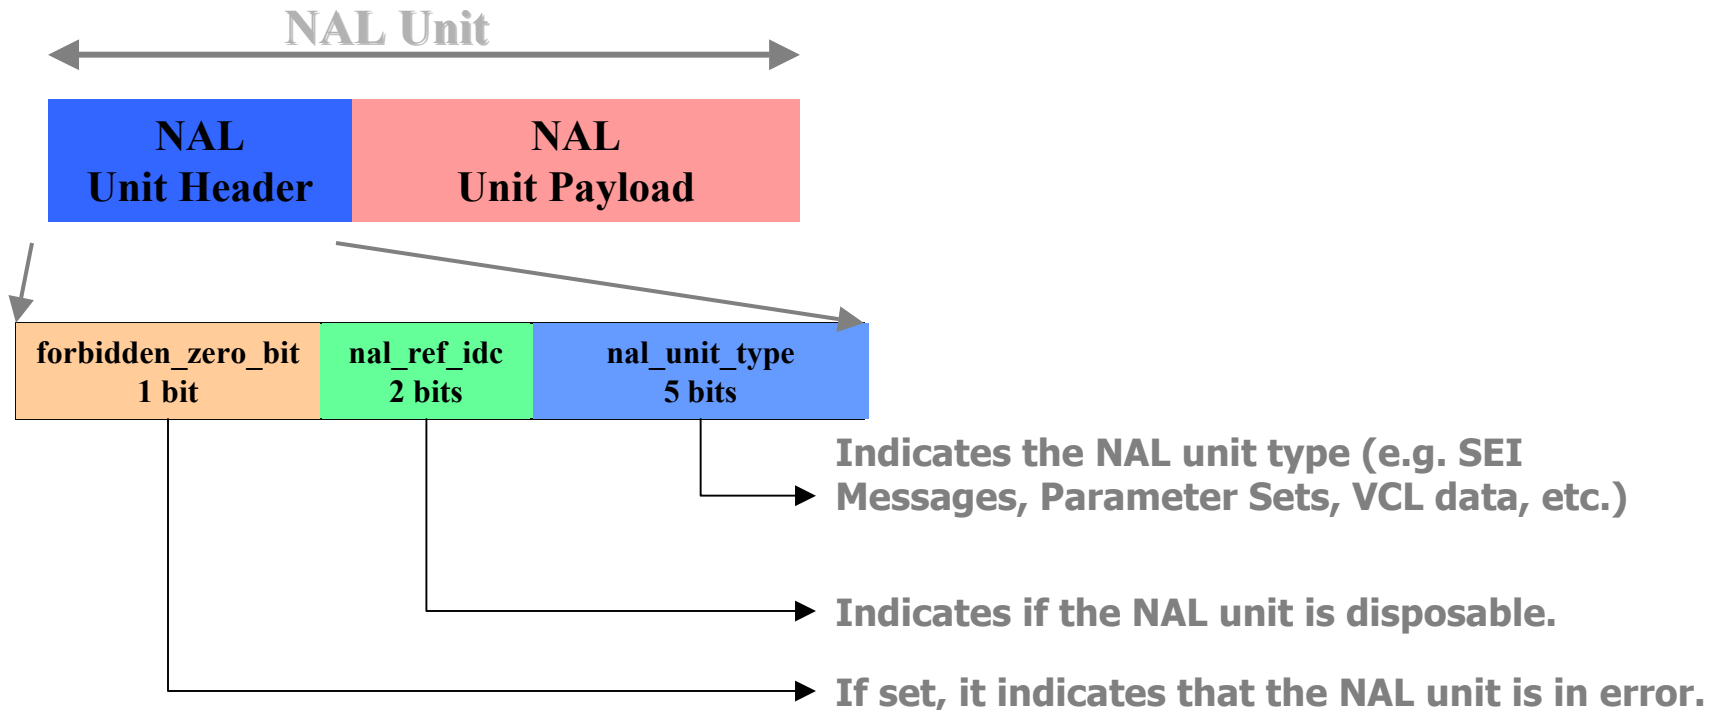 NAL Unit
NAL
Unit Header
NAL
Unit Payload
forbidden_zero_bit
1 bit
nal_ref_idc
2 bits
nal_unit_type
5 bits
Indicates the NAL unit type (e.g. SEI
Messages, Parameter Sets, VCL data, etc.)
Indicates if the NAL unit is disposable.
If set, it indicates that the NAL unit is in error.